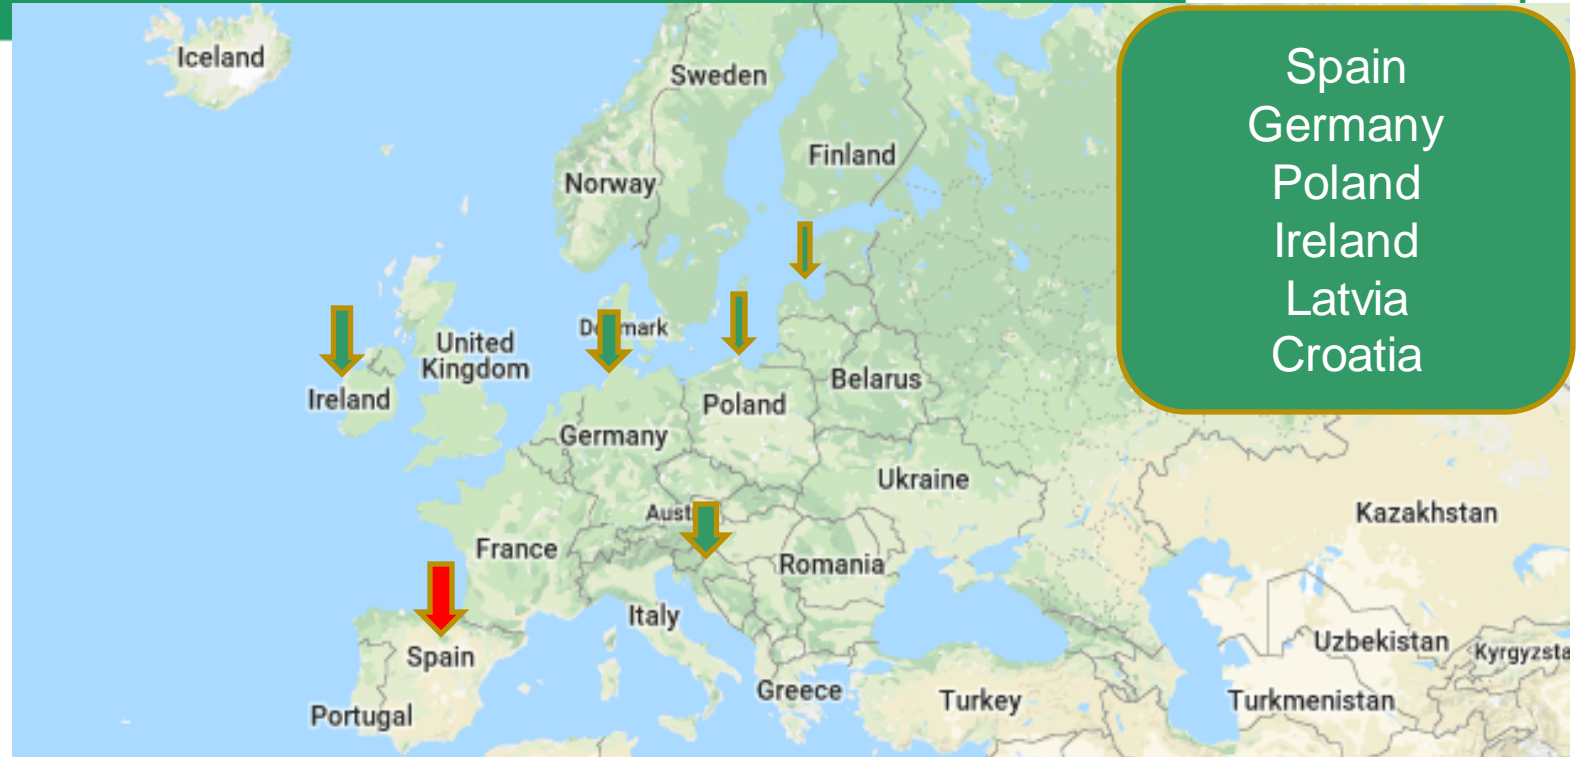 Iceland
Sweden
Finland
Norway
United
Kingdom
Ireland
Belarus
Poland
Germany
Ukraine
Kazakhstan
France
Romania
Italy
Spain
Uzbekistan
Kyrgyzsta
Greece
Turkey
Turkmenistan
Portugal
Spain
Germany
Poland
Ireland
Latvia
Croatia